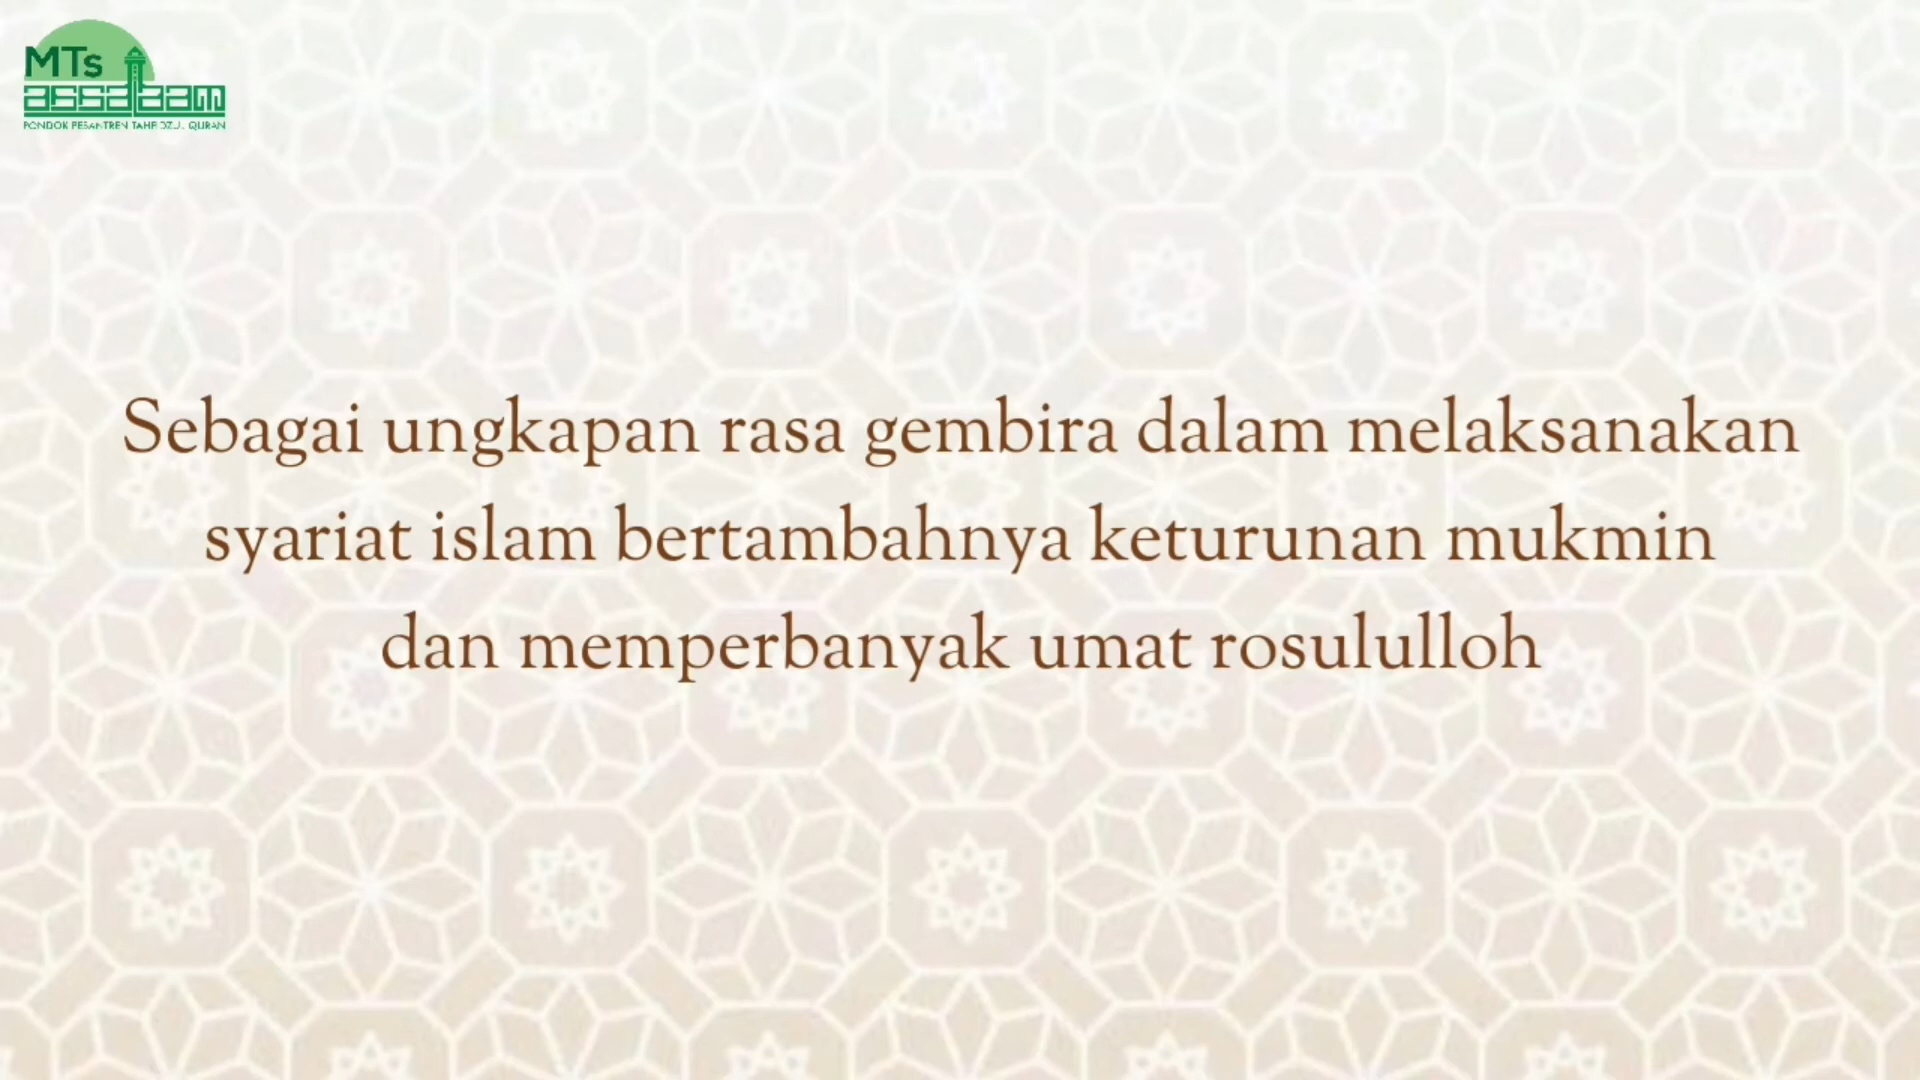 MTs
assalaam
PONDOK PESANTREN TAHFIDZUL QURAN
Sebagai ungkapan rasa gembira dalam melaksanakan
syariat islam bertambahnya keturunan mukmin
dan memperbanyak umat rosululloh